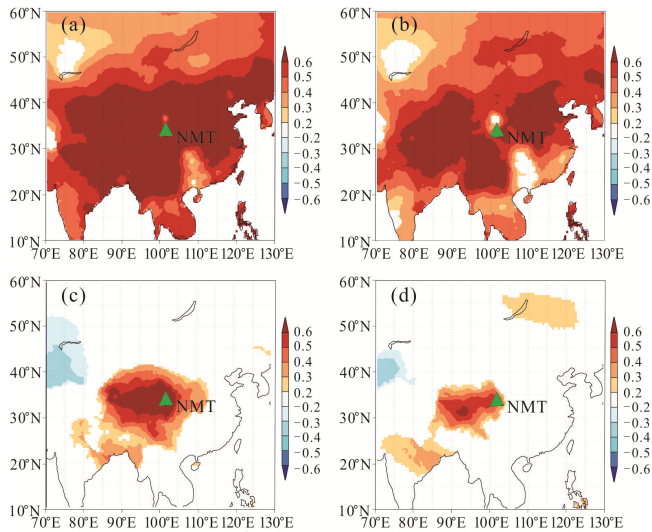 60°N
50°N
40°N
30°N
20°N
10°N
70°E
80°E
90°E
100°E
110°E
120°E
130°E
(a)
NMT
0.6
0.5
0.4
0.3
0.2
−0.2
−0.3
−0.4
−0.5
−0.6
60°N
50°N
40°N
30°N
20°N
10°N
70°E
80°E
90°E
100°E
110°E
120°E
130°E
(b)
NMT
0.6
0.5
0.4
0.3
0.2
−0.2
−0.3
−0.4
−0.5
−0.6
60°N
50°N
40°N
30°N
20°N
10°N
70°E
80°E
90°E
100°E
110°E
120°E
130°E
(c)
NMT
0.6
0.5
0.4
0.3
0.2
−0.2
−0.3
−0.4
−0.5
−0.6
60°N
50°N
40°N
30°N
20°N
10°N
70°E
80°E
90°E
100°E
110°E
120°E
130°E
(d)
NMT
0.6
0.5
0.4
0.3
0.2
−0.2
−0.3
−0.4
−0.5
−0.6